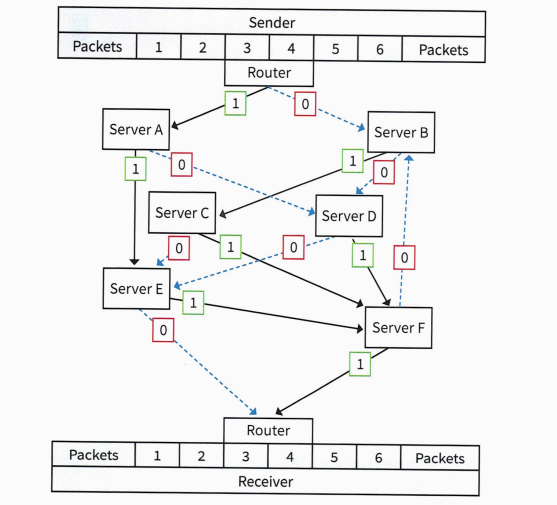 Sender
Packets 1 2 3 4 5 6 Packets
Router
1 0
Server A
Server B
1 0 1 0
Server C
Server D
0 1 0 1 0
Server E
1
Server F
0
1
Router
Packets 1 2 3 4 5 6 Packets
Receiver